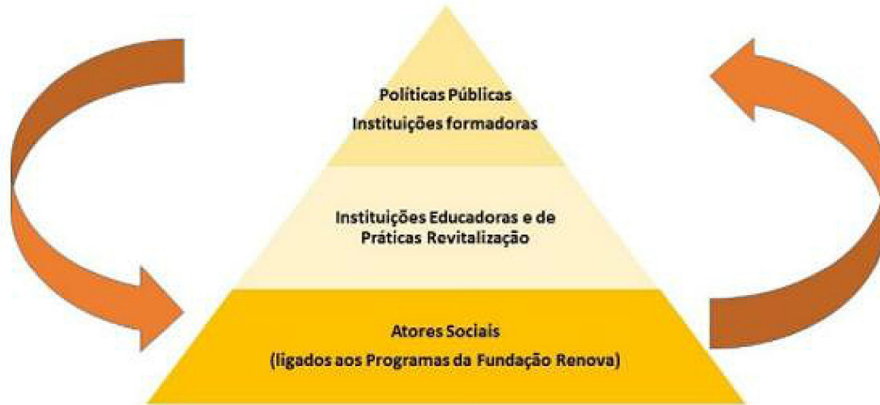 Políticas Públicas
Instituições formadoras
Instituições Educadoras e de
Práticas Revitalização
Atores Sociais
(ligados aos Programas da Fundação Renova)